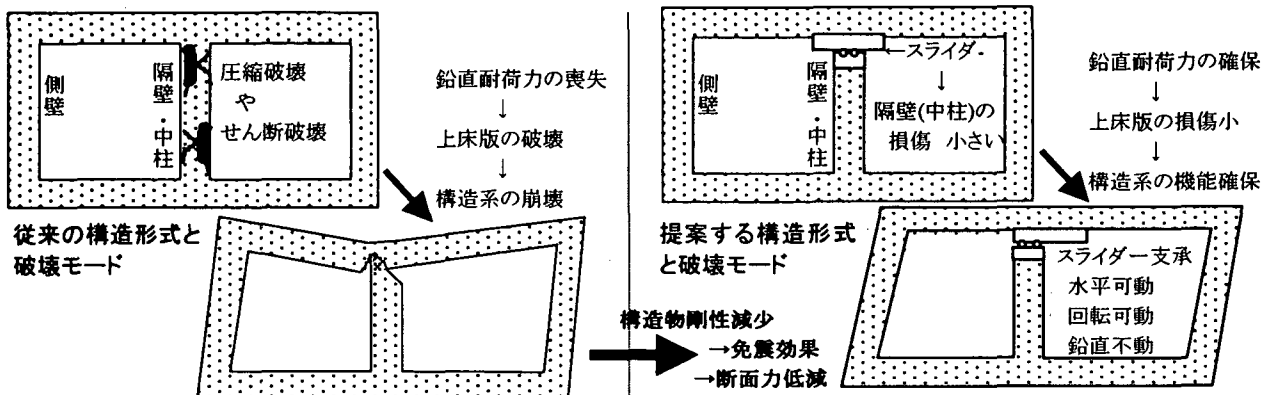 側壁
隔壁・中柱
圧縮破壊
や
せん断破壊
鉛直耐荷力の喪失
↓
上床版の破壊
↓
構造系の崩壊
従来の構造形式と
破壊モード
側壁
隔壁・中柱
←スライダー
↓
隔壁(中柱)の
損傷 小さい
鉛直耐荷力の確保
↓
上床版の損傷小
↓
構造系の機能確保
提案する構造形式
と破壊モード
スライダー支承
水平可動
回転可動
鉛直不動
構造物剛性減少
→免震効果
→断面力低減